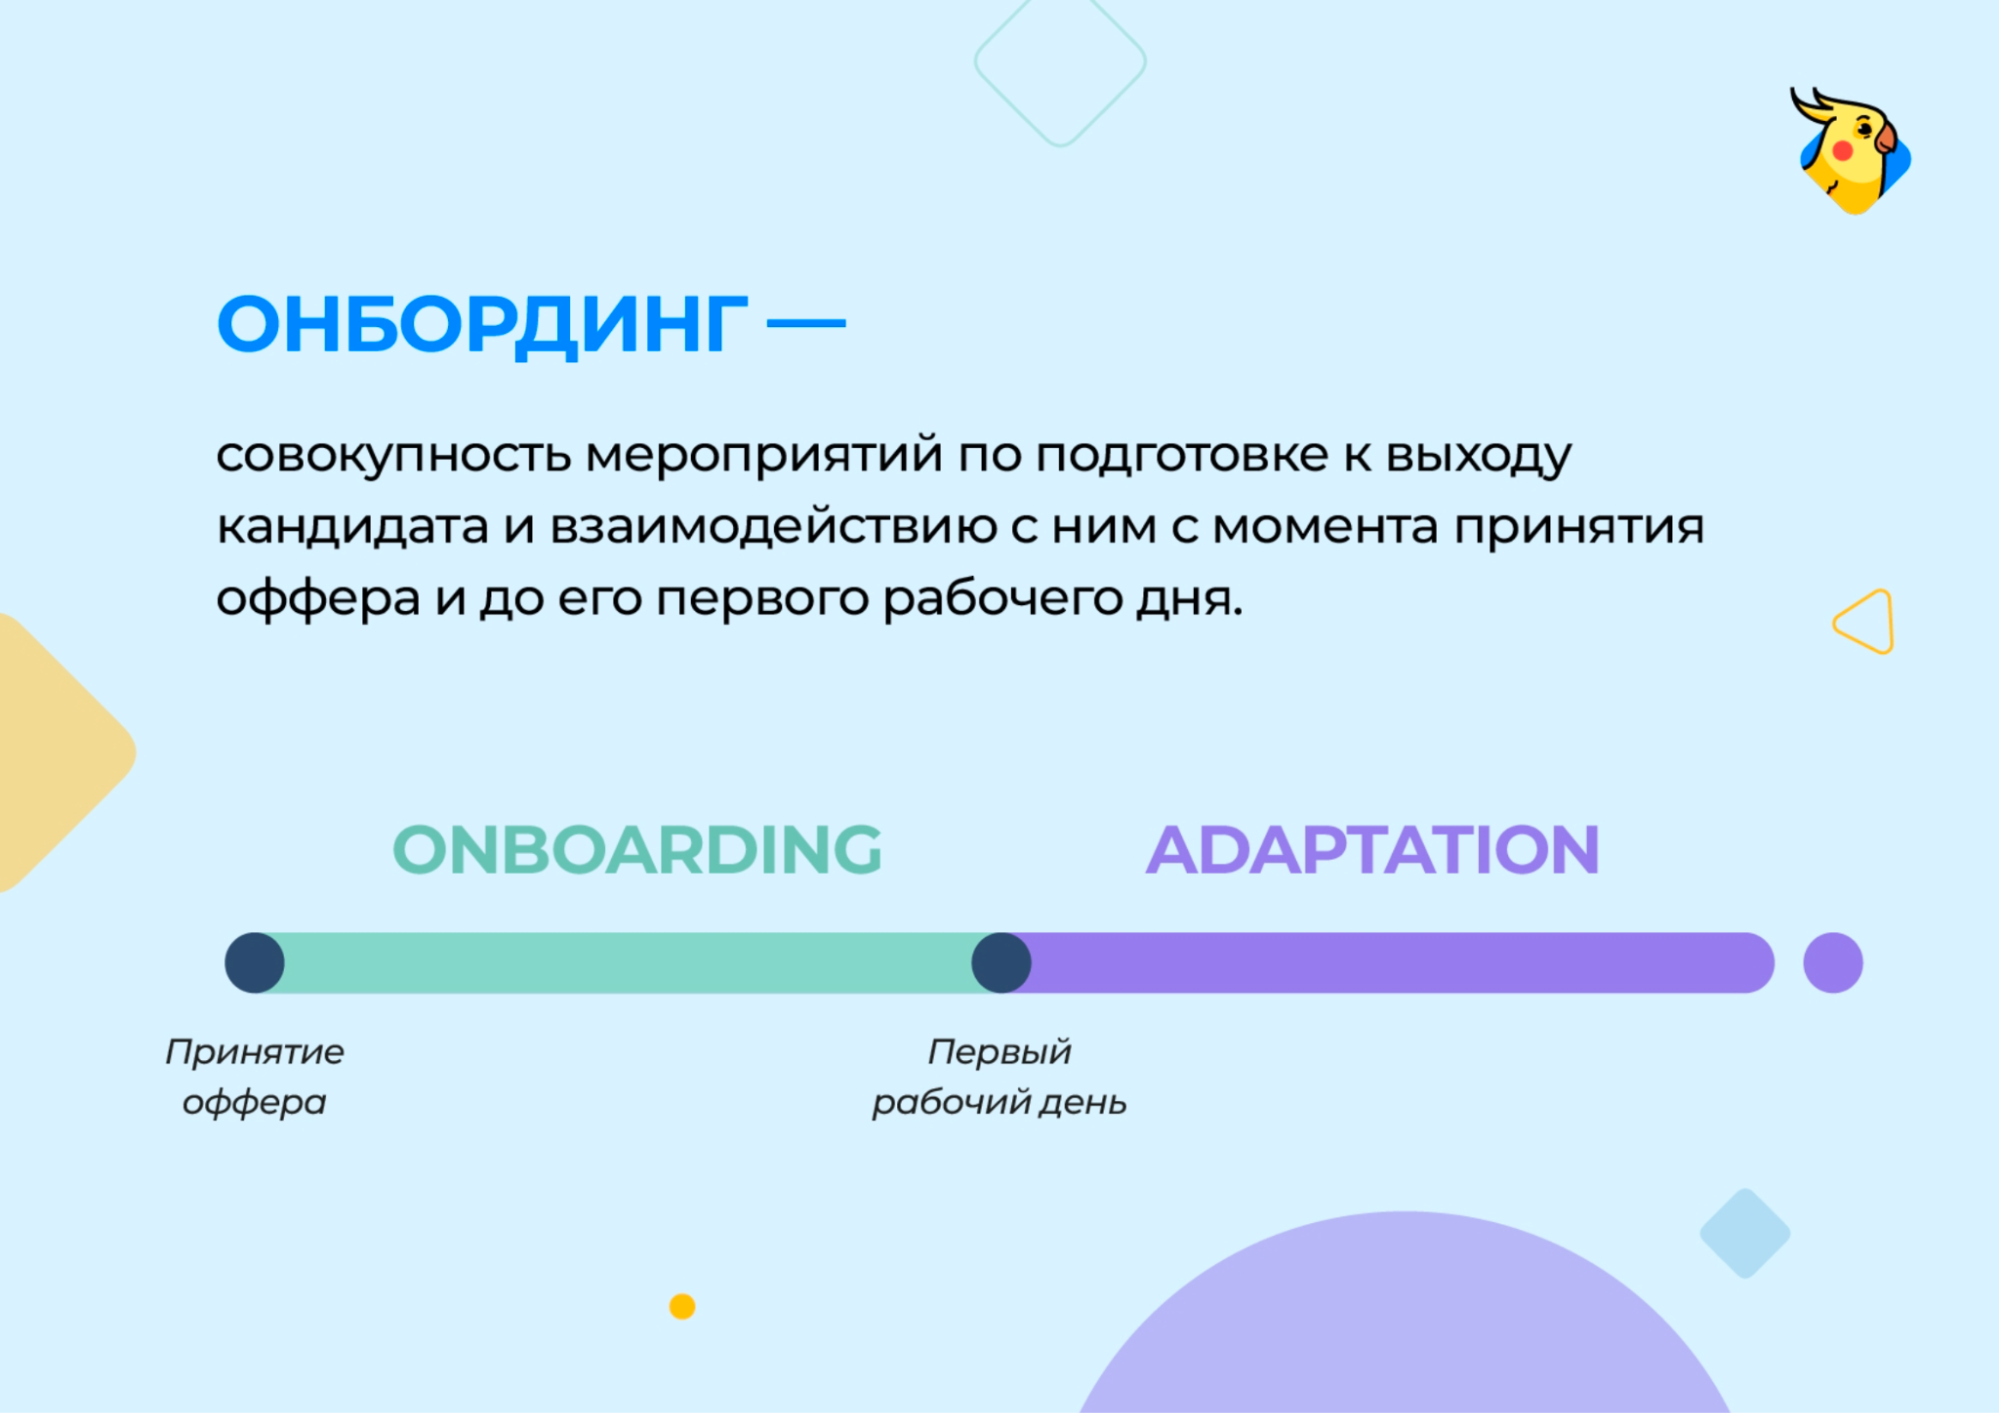 ОНБОРДИНГ —
совокупность мероприятий по подготовке к выходу
кандидата и взаимодействию с ним с момента принятия
оффера и до его первого рабочего дня.
ONBOARDING
ADAPTATION
Принятие
оффера
Первый
рабочий день